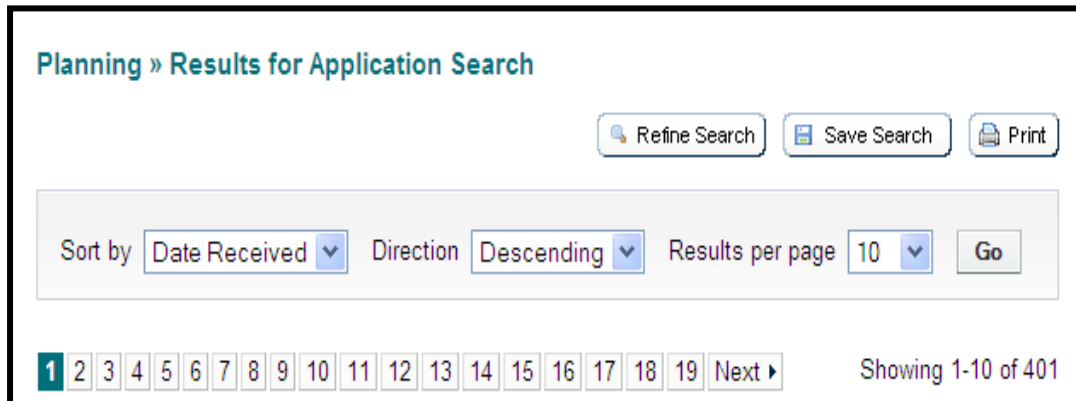 Planning » Results for Application Search
Refine Search Save Search Print
Sort by Date Received Direction Descending Results per page 10 Go
1 2 3 4 5 6 7 8 9 10 11 12 13 14 15 16 17 18 19 Next Showing 1-10 of 401